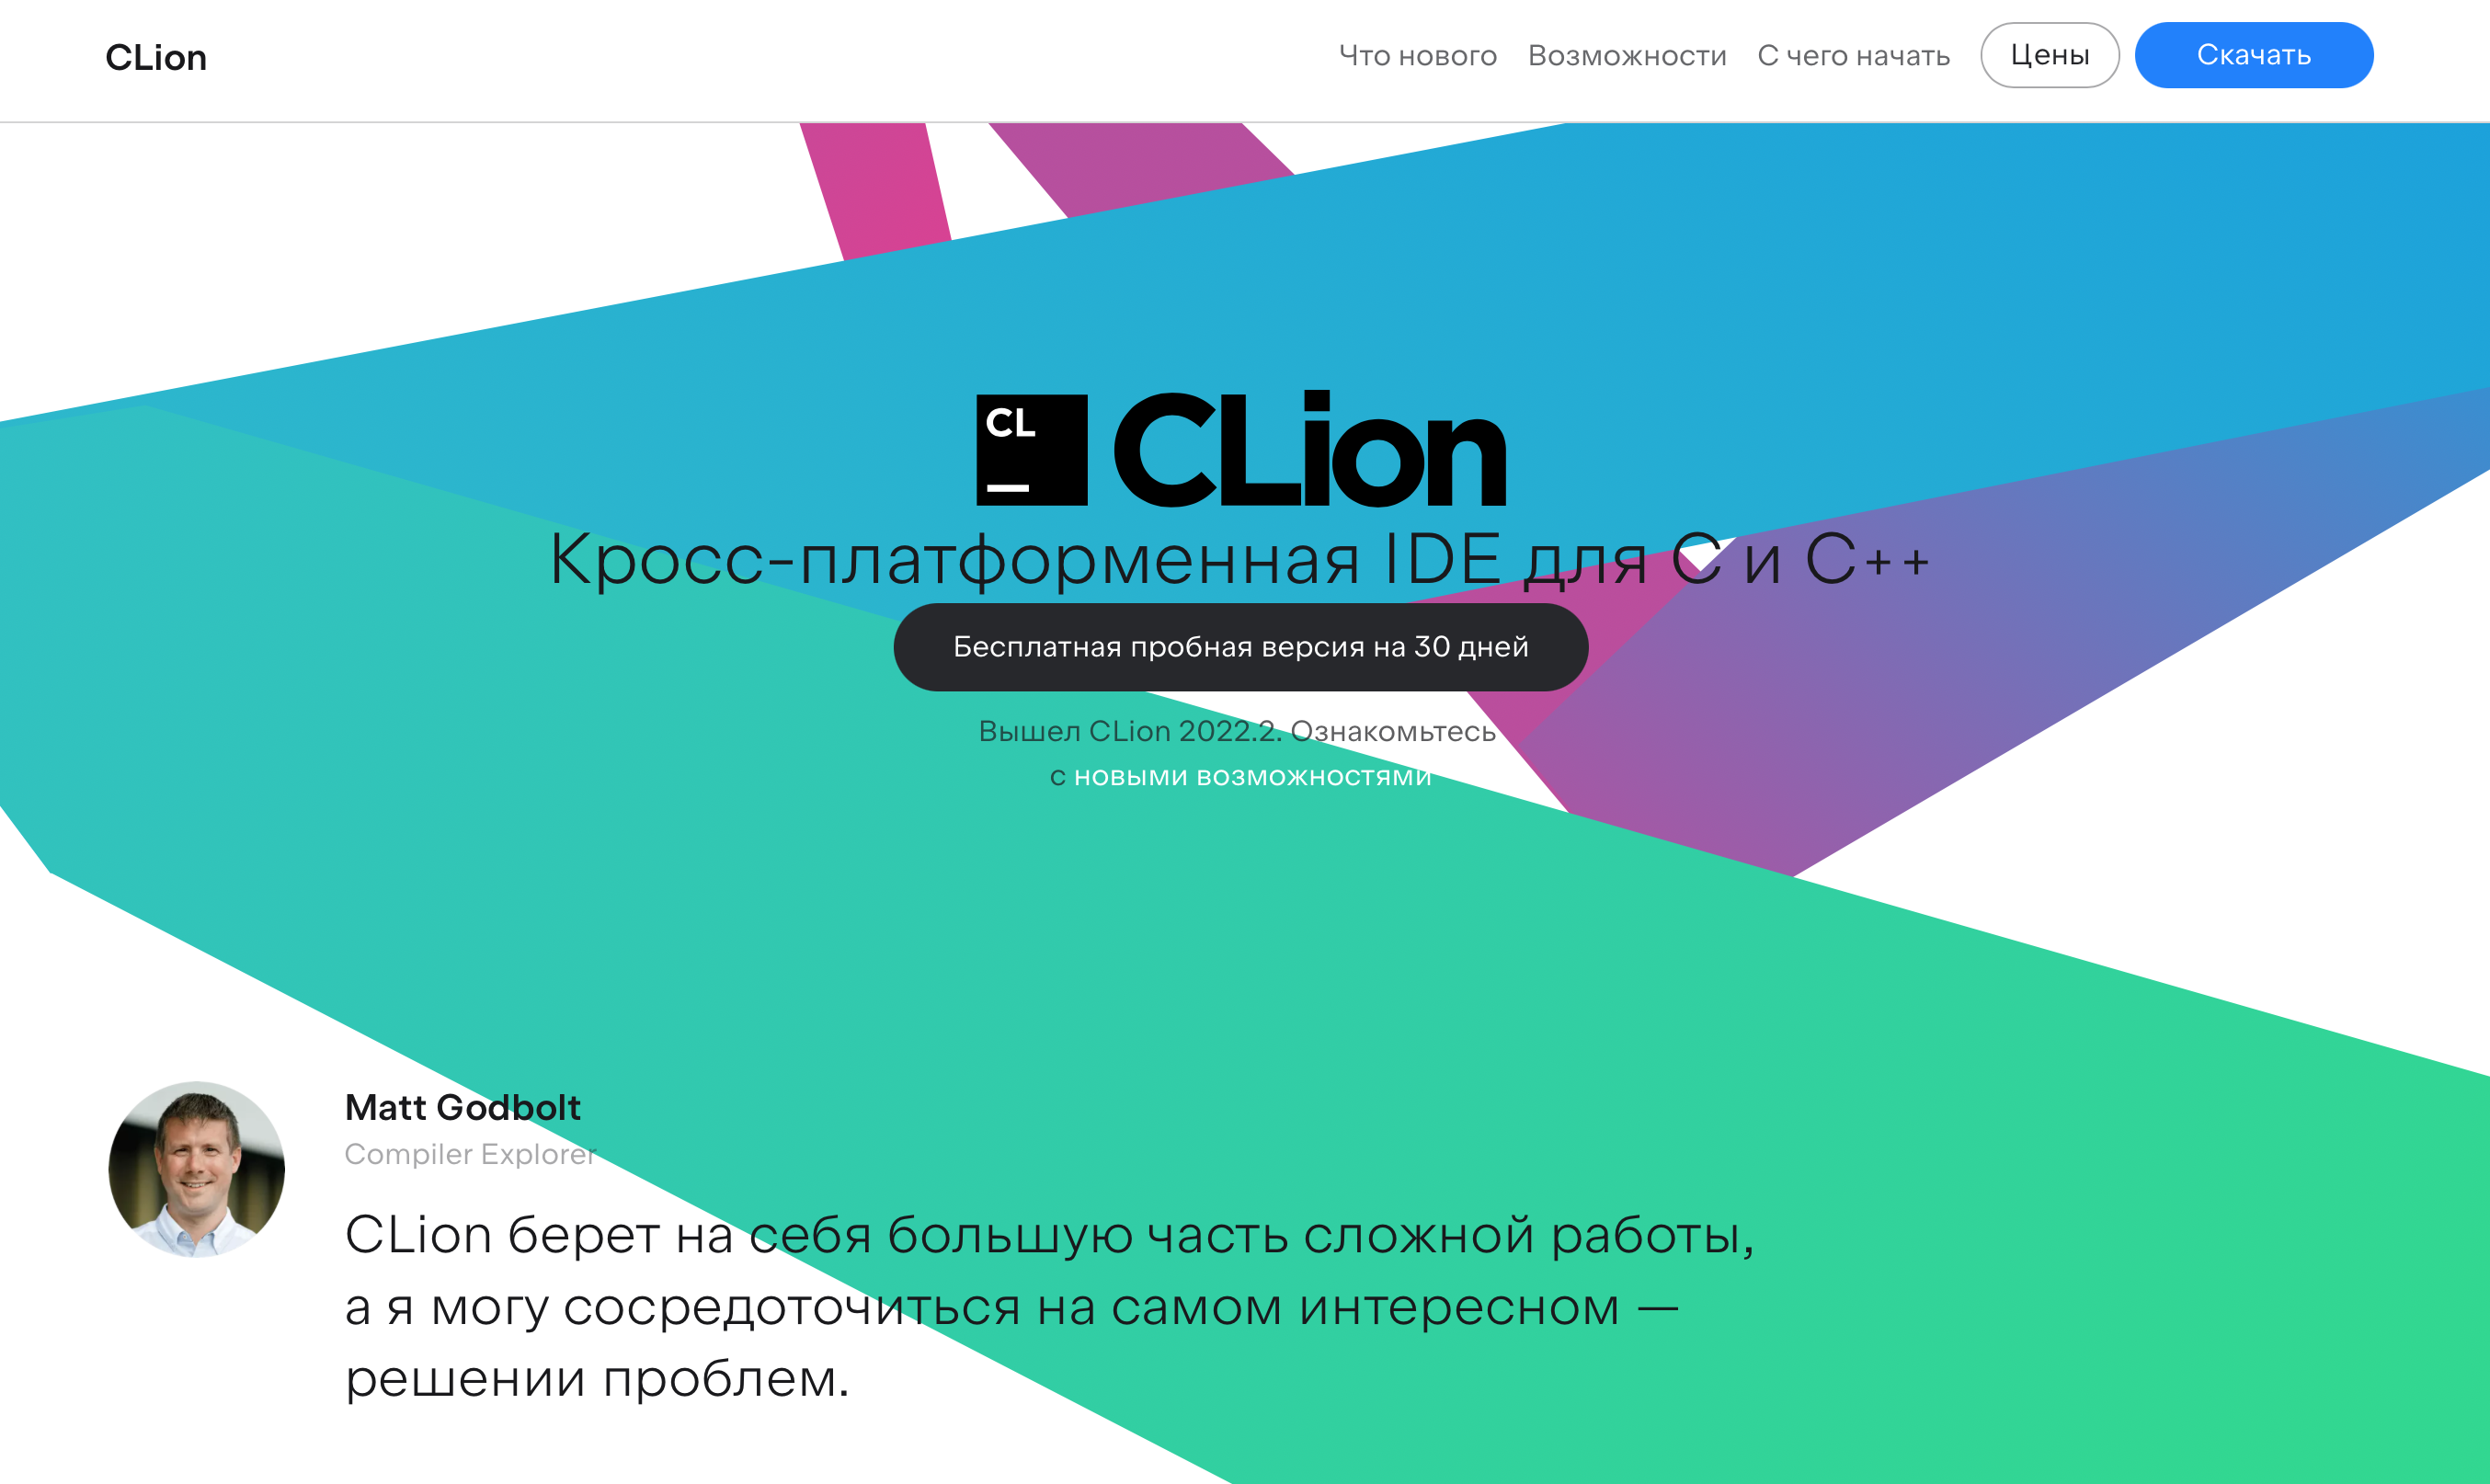 CLion
Что нового Возможности С чего начать Цены Скачать
CL
CLion
Кросс-платформенная IDE для C и C++
Бесплатная пробная версия на 30 дней
Вышел CLion 2022.2. Ознакомьтесь
с новыми возможностями
Matt Godbolt
Compiler Explorer
CLion берет на себя большую часть сложной работы,
а я могу сосредоточиться на самом интересном —
решении проблем.